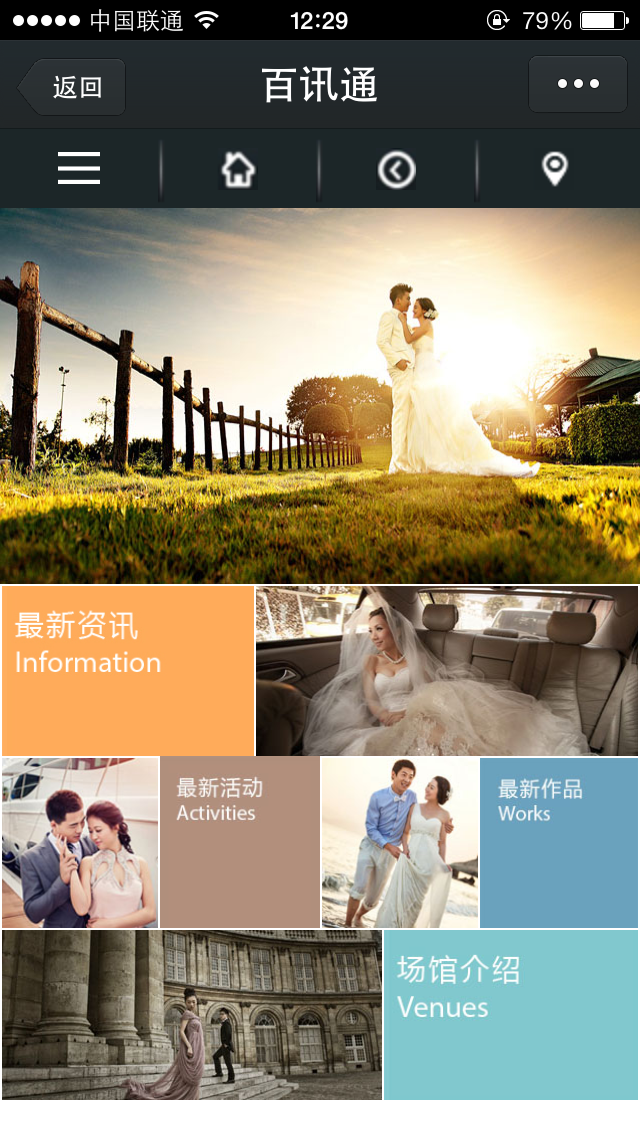 中国联通 12:29 79%
返回 百讯通
最新资讯
Information
最新活动
Activities
最新作品
Works
场馆介绍
Venues